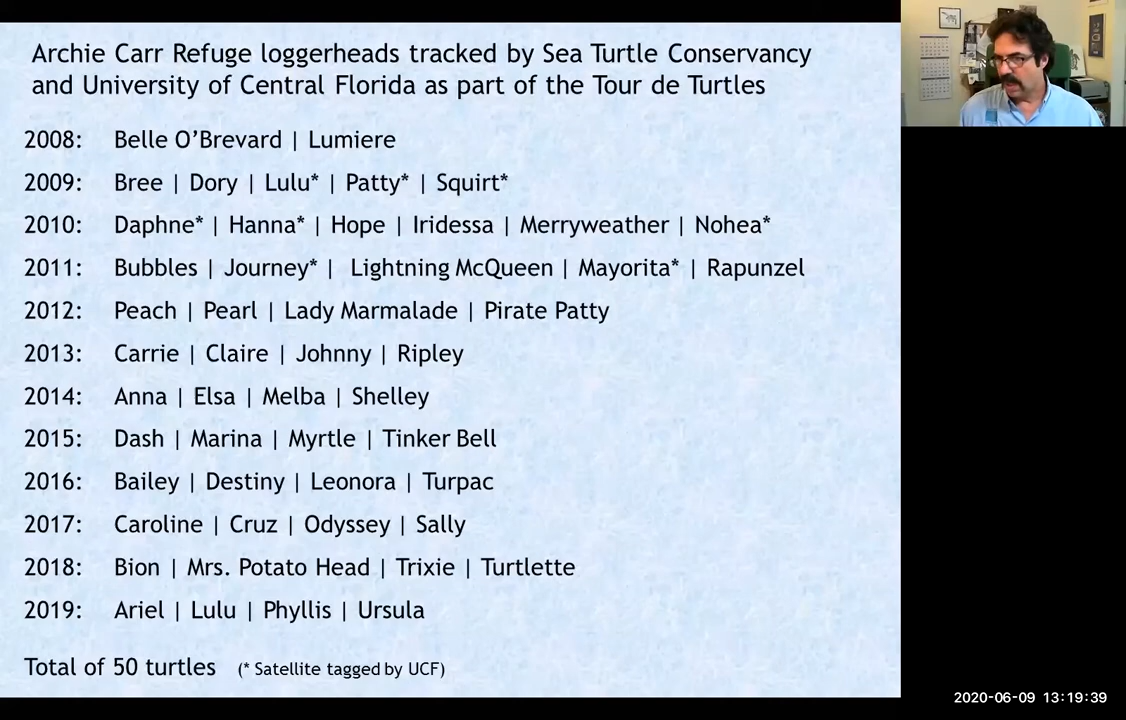 Archie Carr Refuge loggerheads tracked by Sea Turtle Conservancy
and University of Central Florida as part of the Tour de Turtles
2008: Belle O’Brevard | Lumiere
2009: Bree | Dory | Lulu* | Patty* | Squirt*
2010: Daphne* | Hanna* | Hope | Iridessa | Merryweather | Nohea*
2011: Bubbles | Journey* | Lightning McQueen | Mayorita* | Rapunzel
2012: Peach | Pearl | Lady Marmalade | Pirate Patty
2013: Carrie | Claire | Johnny | Ripley
2014: Anna | Elsa | Melba | Shelley
2015: Dash | Marina | Myrtle | Tinker Bell
2016: Bailey | Destiny | Leonora | Turpac
2017: Caroline | Cruz | Odyssey | Sally
2018: Bion | Mrs. Potato Head | Trixie | Turtlette
2019: Ariel | Lulu | Phyllis | Ursula
Total of 50 turtles (* Satellite tagged by UCF)
2020-06-09 13:19:39